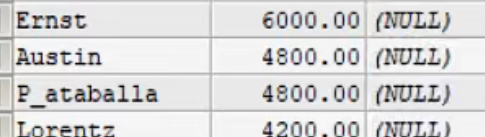 Ernst 6000.00 (NULL)
Austin 4800.00 (NULL)
P_ataballa 4800.00 (NULL)
Lorentz 4200.00 (NULL)